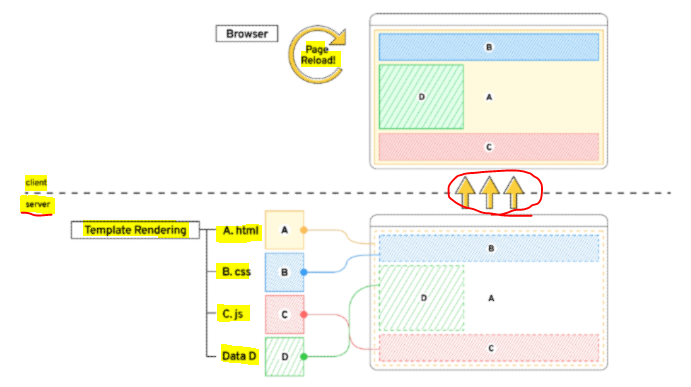 Browser
Page
Reload!
B
D
A
C
client
server
Template Rendering
A. html
A
B
B. css
B
D
A
C. js
C
C
Data D
D